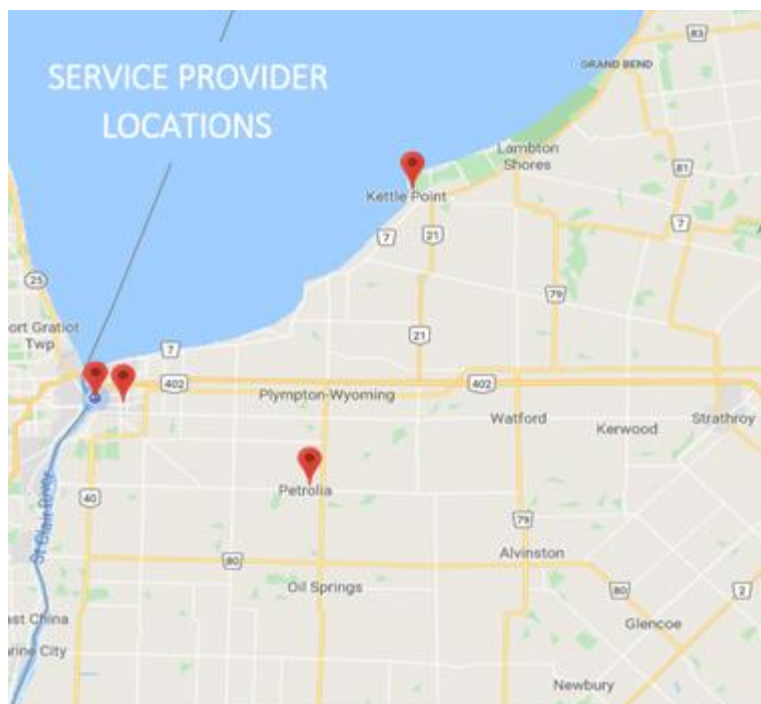 83
GRAND BEND
SERVICE PROVIDER
LOCATIONS
Lambton
Shores
81
Kettle Point
7
7
21
25
79
ort Gratiot
Twp
7
21
402
402
Plympton-Wyoming
Watford
Strathroy
Kerwood
Petrolia
40
St Clair
79
Alvinston
80
Oil Springs
80
2
ast China
Glencoe
rine City
Newbury